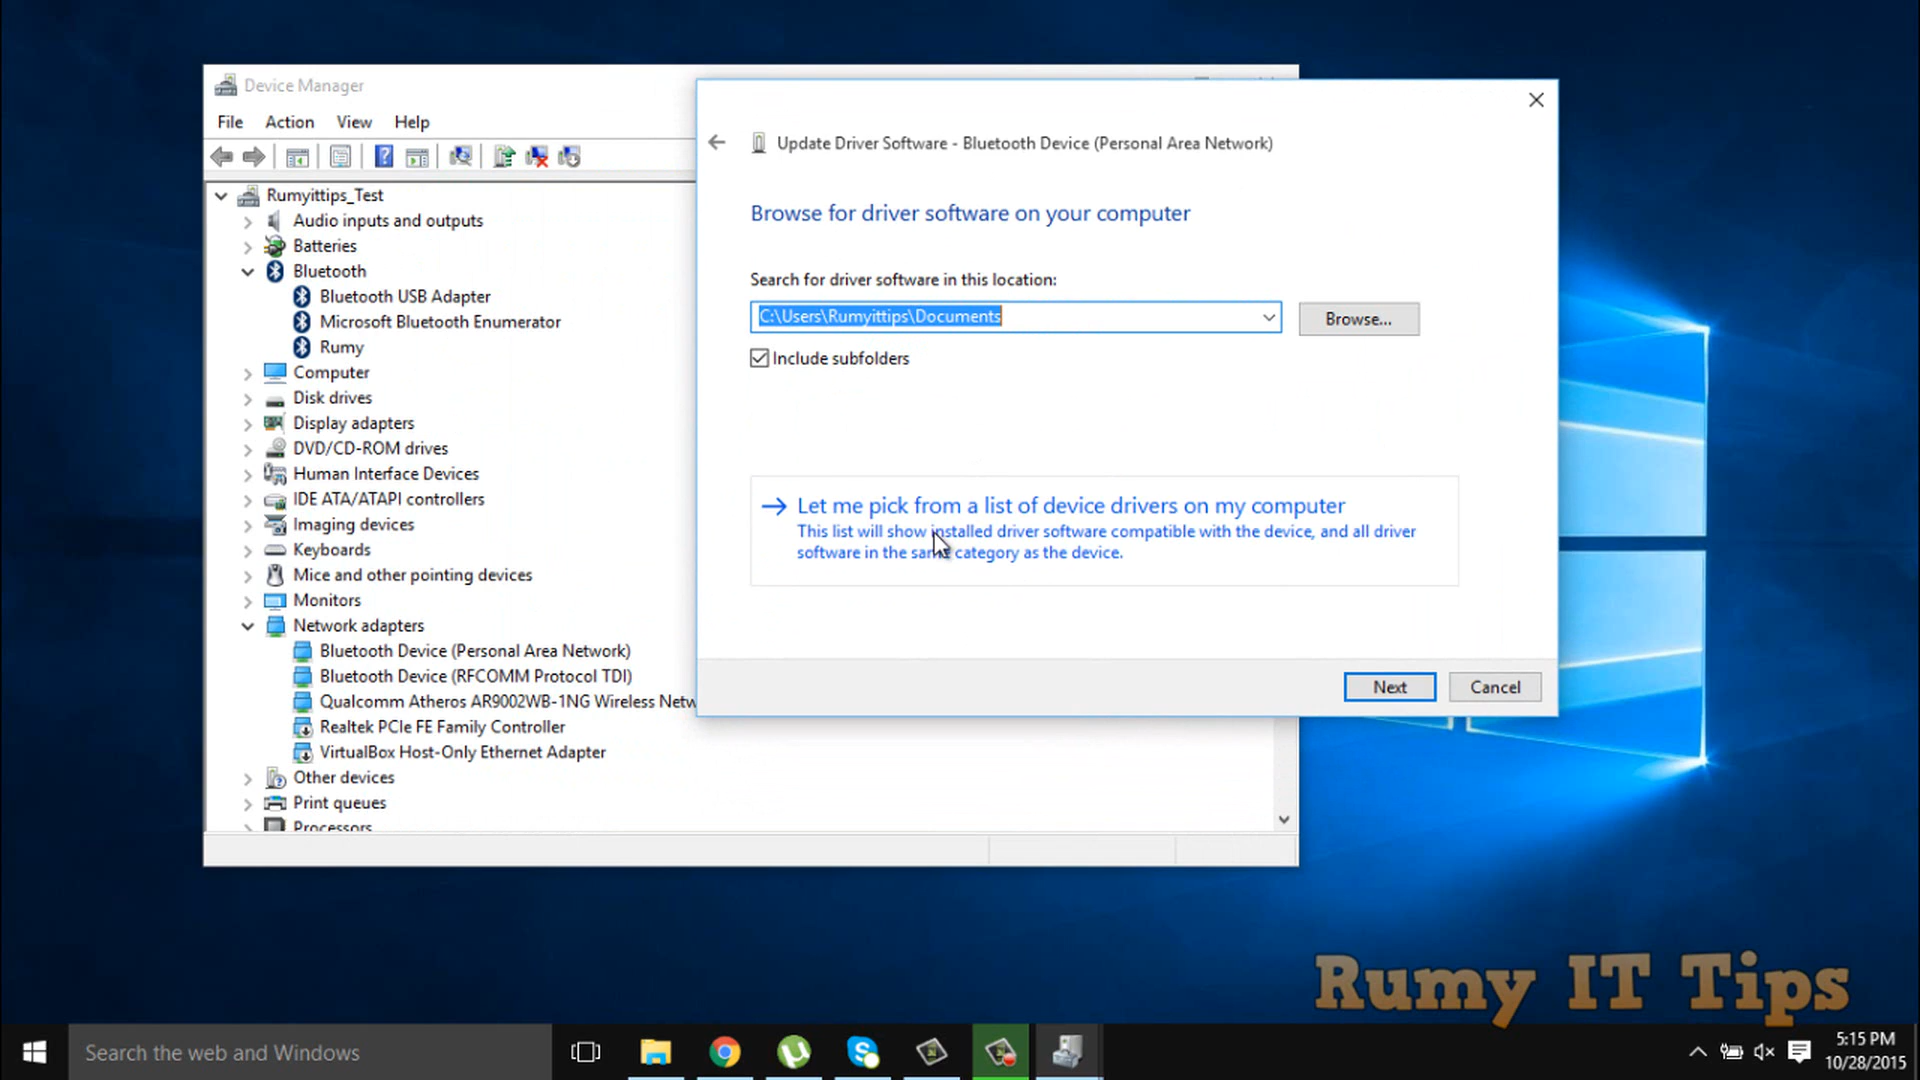 Device Manager
File Action View Help
Rumyittips_Test
Audio inputs and outputs
Batteries
Bluetooth
Bluetooth USB Adapter
Microsoft Bluetooth Enumerator
Rumy
Computer
Disk drives
Display adapters
DVD/CD-ROM drives
Human Interface Devices
IDE ATA/ATAPI controllers
Imaging devices
Keyboards
Mice and other pointing devices
Monitors
Network adapters
Bluetooth Device (Personal Area Network)
Bluetooth Device (RFCOMM Protocol TDI)
Qualcomm Atheros AR9002WB-1NG Wireless Netw
Realtek PCIe FE Family Controller
VirtualBox Host-Only Ethernet Adapter
Other devices
Print queues
Processors
Update Driver Software - Bluetooth Device (Personal Area Network)
Browse for driver software on your computer
Search for driver software in this location:
C:\Users\Rumyittips\Documents
Browse...
Include subfolders
Let me pick from a list of device drivers on my computer
This list will show installed driver software compatible with the device, and all driver
software in the same category as the device.
Next Cancel
Rumy IT Tips
Search the web and Windows
5:15 PM
10/28/2015